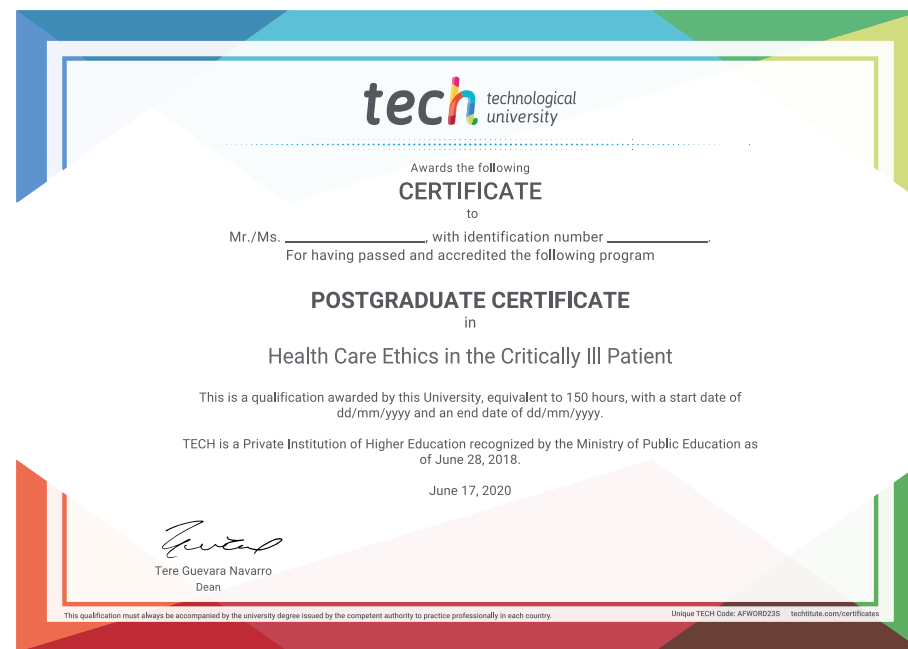 tech technological
university
Awards the following
CERTIFICATE
to
Mr./Ms. ____________, with identification number ____________.
For having passed and accredited the following program
POSTGRADUATE CERTIFICATE
in
Health Care Ethics in the Critically Ill Patient
This is a qualification awarded by this University, equivalent to 150 hours, with a start date of
dd/mm/yyyy and an end date of dd/mm/yyyy.
TECH is a Private Institution of Higher Education recognized by the Ministry of Public Education as
of June 28, 2018.
June 17, 2020
Tere Guevara Navarro
Dean
This qualification must always be accompanied by the university degree issued by the competent authority to practice professionally in each country.
Unique TECH Code: AFWORD23S techtitute.com/certificates